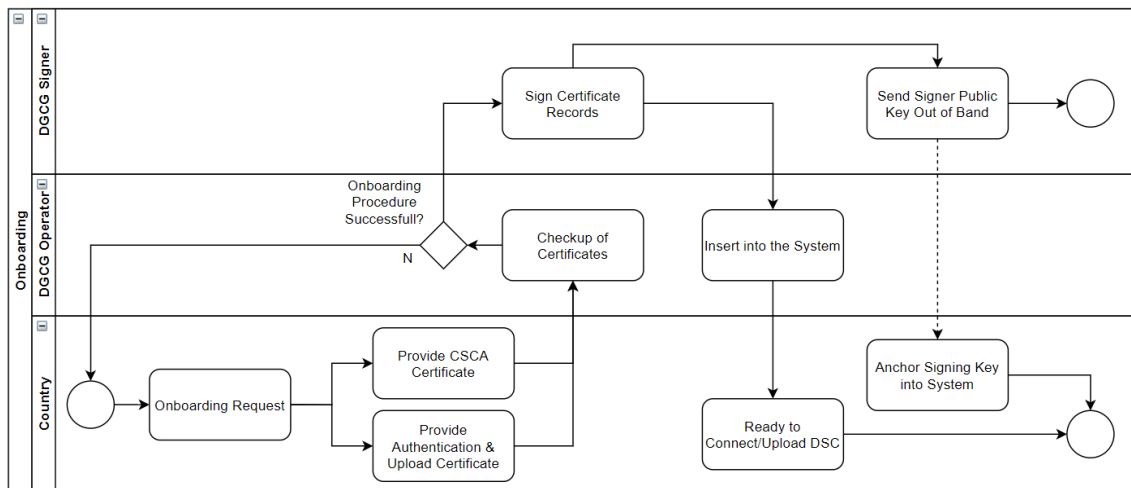 Onboarding
DGCG Signer
Sign Certificate
Records
Send Signer Public
Key Out of Band
DGCG Operator
Onboarding
Procedure
Successfull?
N
Checkup of
Certificates
Insert into the System
Country
Onboarding Request
Provide CSCA
Certificate
Provide
Authentication &
Upload Certificate
Ready to
Connect/Upload DSC
Anchor Signing Key
into System